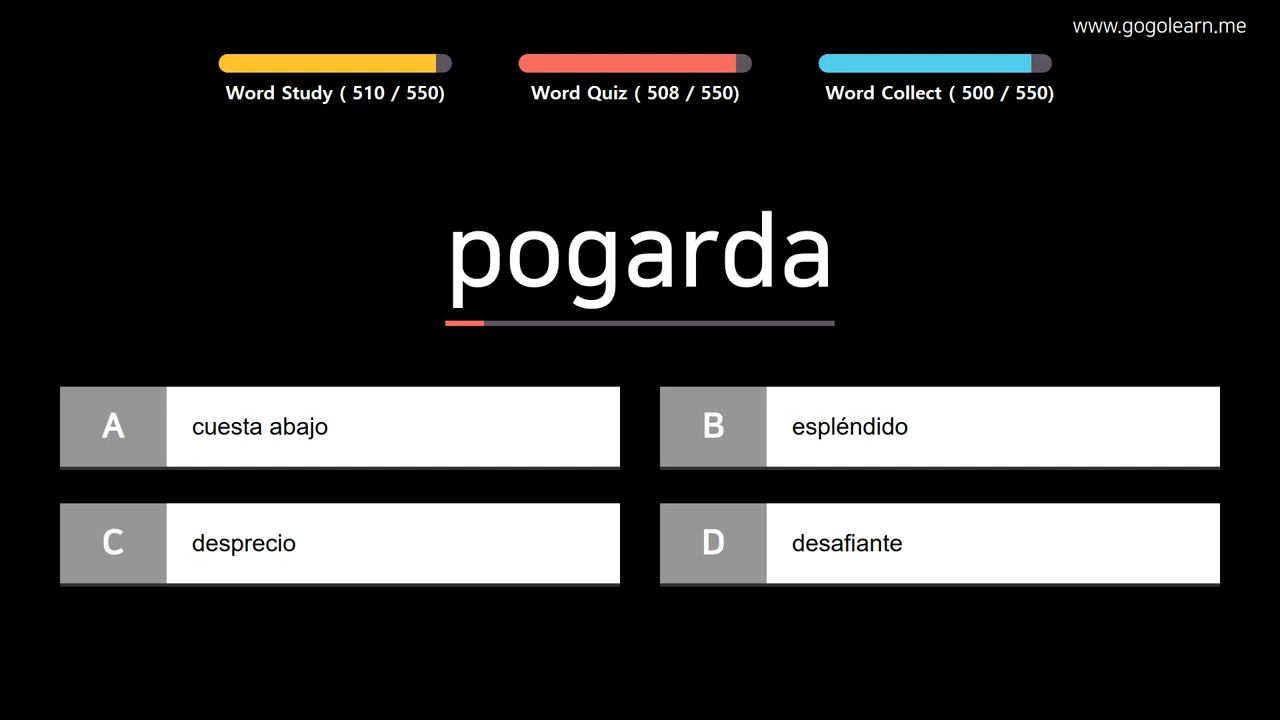 www.gogolearn.me
Word Study ( 510 / 550)
Word Quiz ( 508 / 550)
Word Collect ( 500 / 550)
pogarda
A cuesta abajo
B espléndido
C desprecio
D desafiante